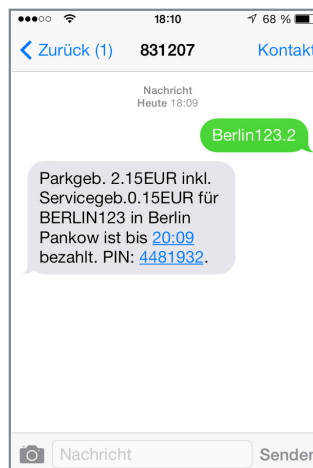 18:10
68 %
Zurück (1)
831207
Kontakt
Nachricht
Heute 18:09
Berlin123.2
Parkgeb. 2.15EUR inkl.
Servicegeb.0.15EUR für
BERLIN123 in Berlin
Pankow ist bis 20:09
bezahlt. PIN: 4481932.
Nachricht
Senden